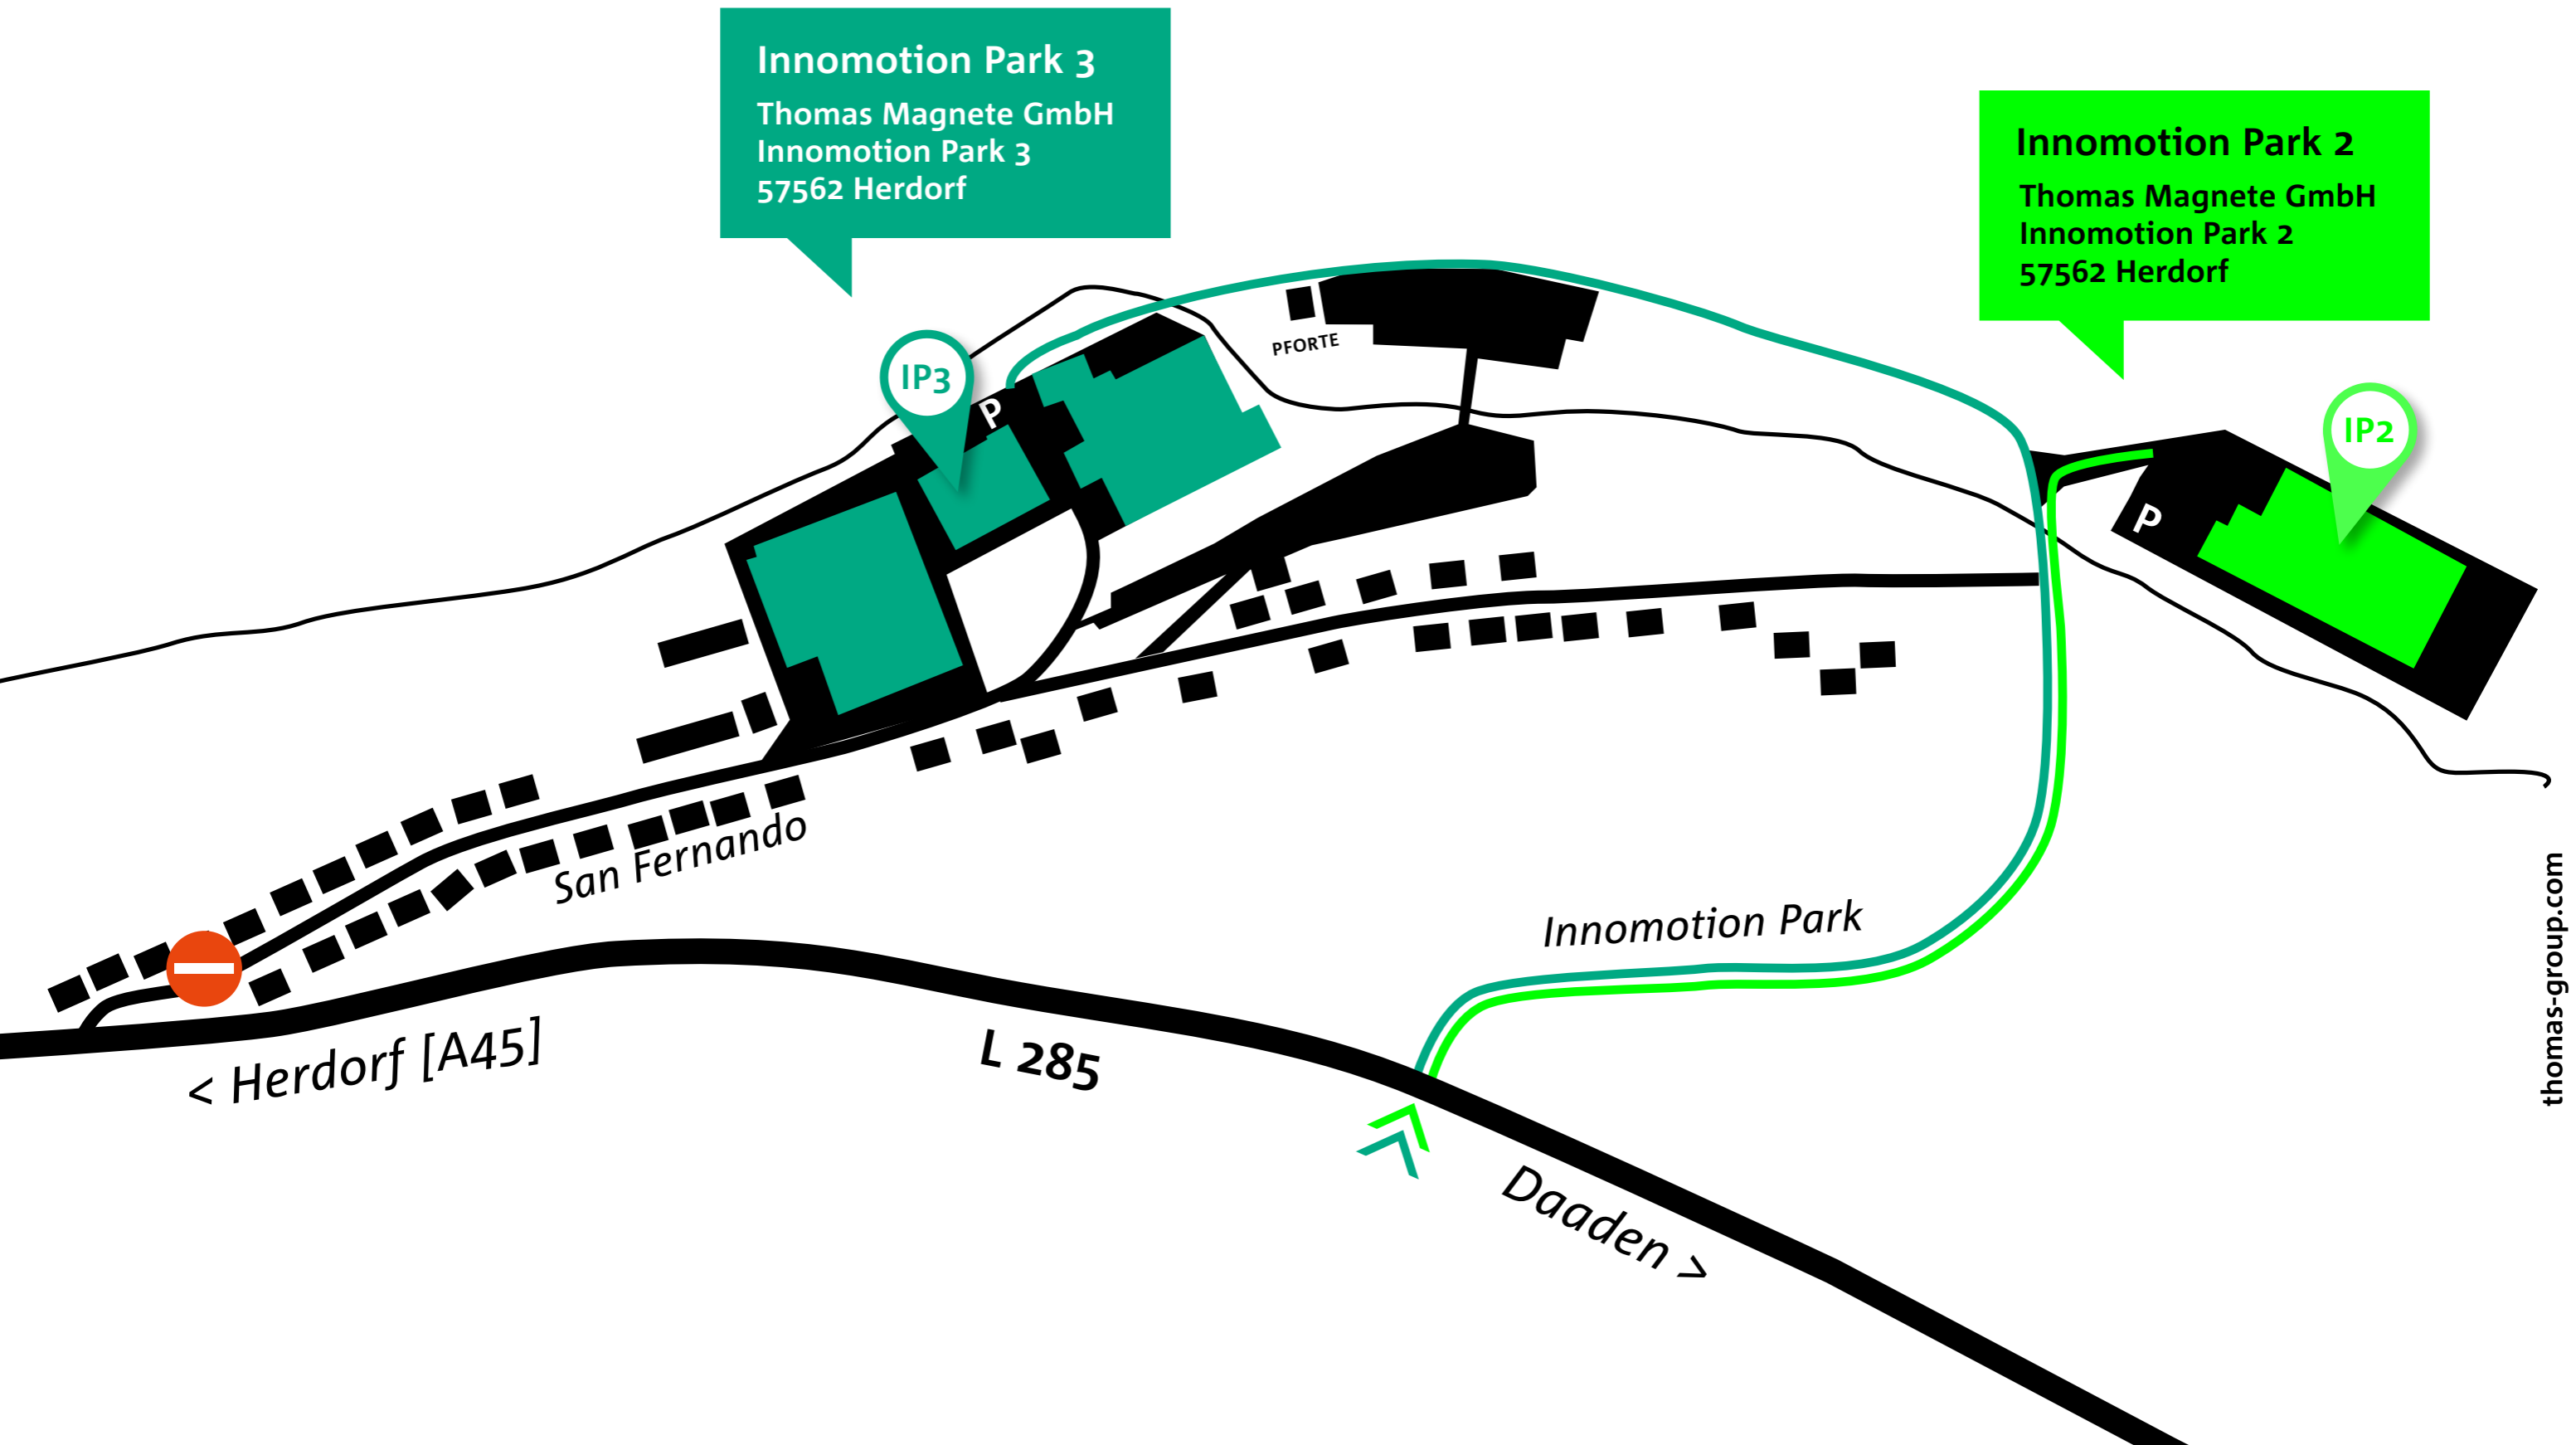 Innomotion Park 3
Thomas Magnete GmbH
Innomotion Park 3
57562 Herdorf
Innomotion Park 2
Thomas Magnete GmbH
Innomotion Park 2
57562 Herdorf
PFORTE
IP3
P
IP2
P
San Fernando
Innomotion Park
< Herdorf [A45]
L 285
Daaden >
thomas-group.com